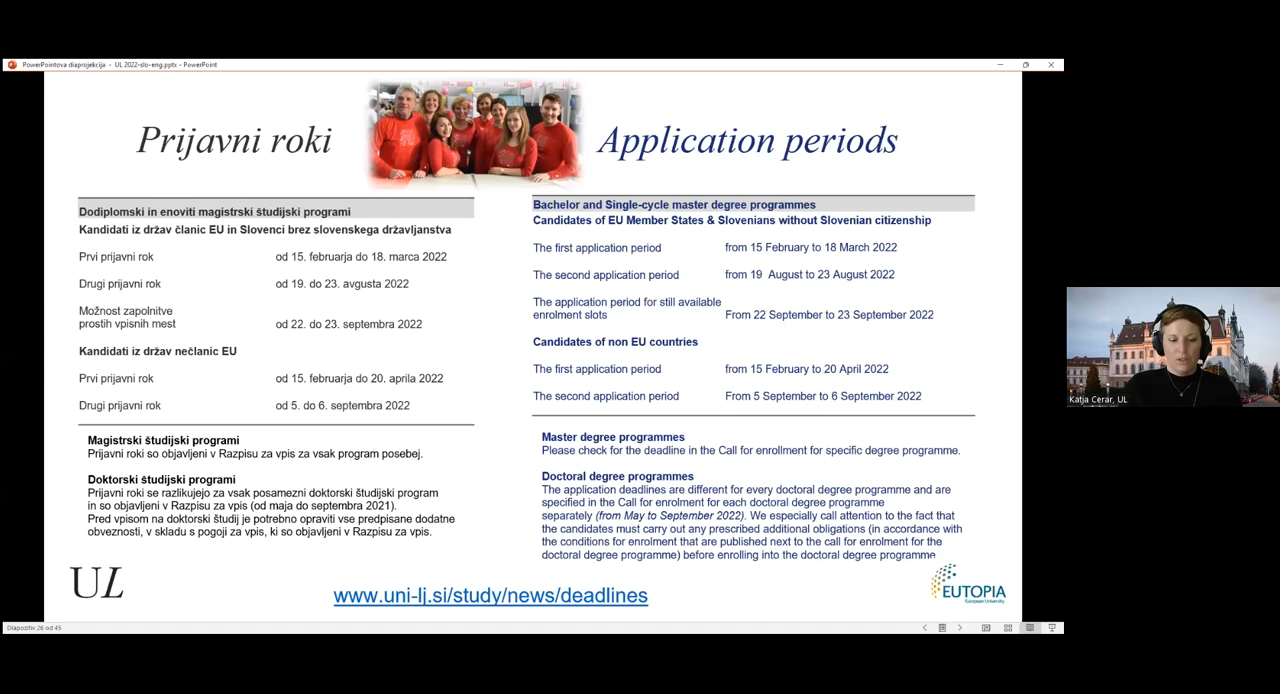 PowerPointova diaprojekcija - UL 2022-slo-eng.pptx - PowerPoint
Prijavni roki
Application periods
Dodiplomski in enoviti magistrski študijski programi
Kandidati iz držav članic EU in Slovenci brez slovenskega državljanstva
Prvi prijavni rok od 15. februarja do 18. marca 2022
Drugi prijavni rok od 19. do 23. avgusta 2022
Možnost zapolnitve
prostih vpisnih mest od 22. do 23. septembra 2022
Kandidati iz držav nečlanic EU
Prvi prijavni rok od 15. februarja do 20. aprila 2022
Drugi prijavni rok od 5. do 6. septembra 2022
Magistrski študijski programi
Prijavni roki so objavljeni v Razpisu za vpis za vsak program posebej.
Doktorski študijski programi
Prijavni roki se razlikujejo za vsak posamezni doktorski študijski program
in so objavljeni v Razpisu za vpis (od maja do septembra 2021).
Pred vpisom na doktorski študij je potrebno opraviti vse predpisane dodatne
obveznosti, v skladu s pogoji za vpis, ki so objavljeni v Razpisu za vpis.
Bachelor and Single-cycle master degree programmes
Candidates of EU Member States & Slovenians without Slovenian citizenship
The first application period from 15 February to 18 March 2022
The second application period from 19 August to 23 August 2022
The application period for still available
enrolment slots From 22 September to 23 September 2022
Candidates of non EU countries
The first application period from 15 February to 20 April 2022
The second application period From 5 September to 6 September 2022
Master degree programmes
Please check for the deadline in the Call for enrollment for specific degree programme.
Doctoral degree programmes
The application deadlines are different for every doctoral degree programme and are
specified in the Call for enrolment for each doctoral degree programme
separately (from May to September 2022). We especially call attention to the fact that
the candidates must carry out any prescribed additional obligations (in accordance with
the conditions for enrolment that are published next to the call for enrolment for the
doctoral degree programme) before enrolling into the doctoral degree programme
UL
www.uni-lj.si/study/news/deadlines
EUTOPIA
European University
Diapozitiv 26 od 45
Katja Cerar, UL